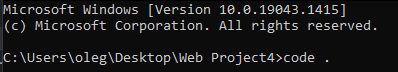 Microsoft Windows [Version 10.0.19043.1415]
(c) Microsoft Corporation. All rights reserved.
C:\Users\oleg\Desktop\Web Project4>code .